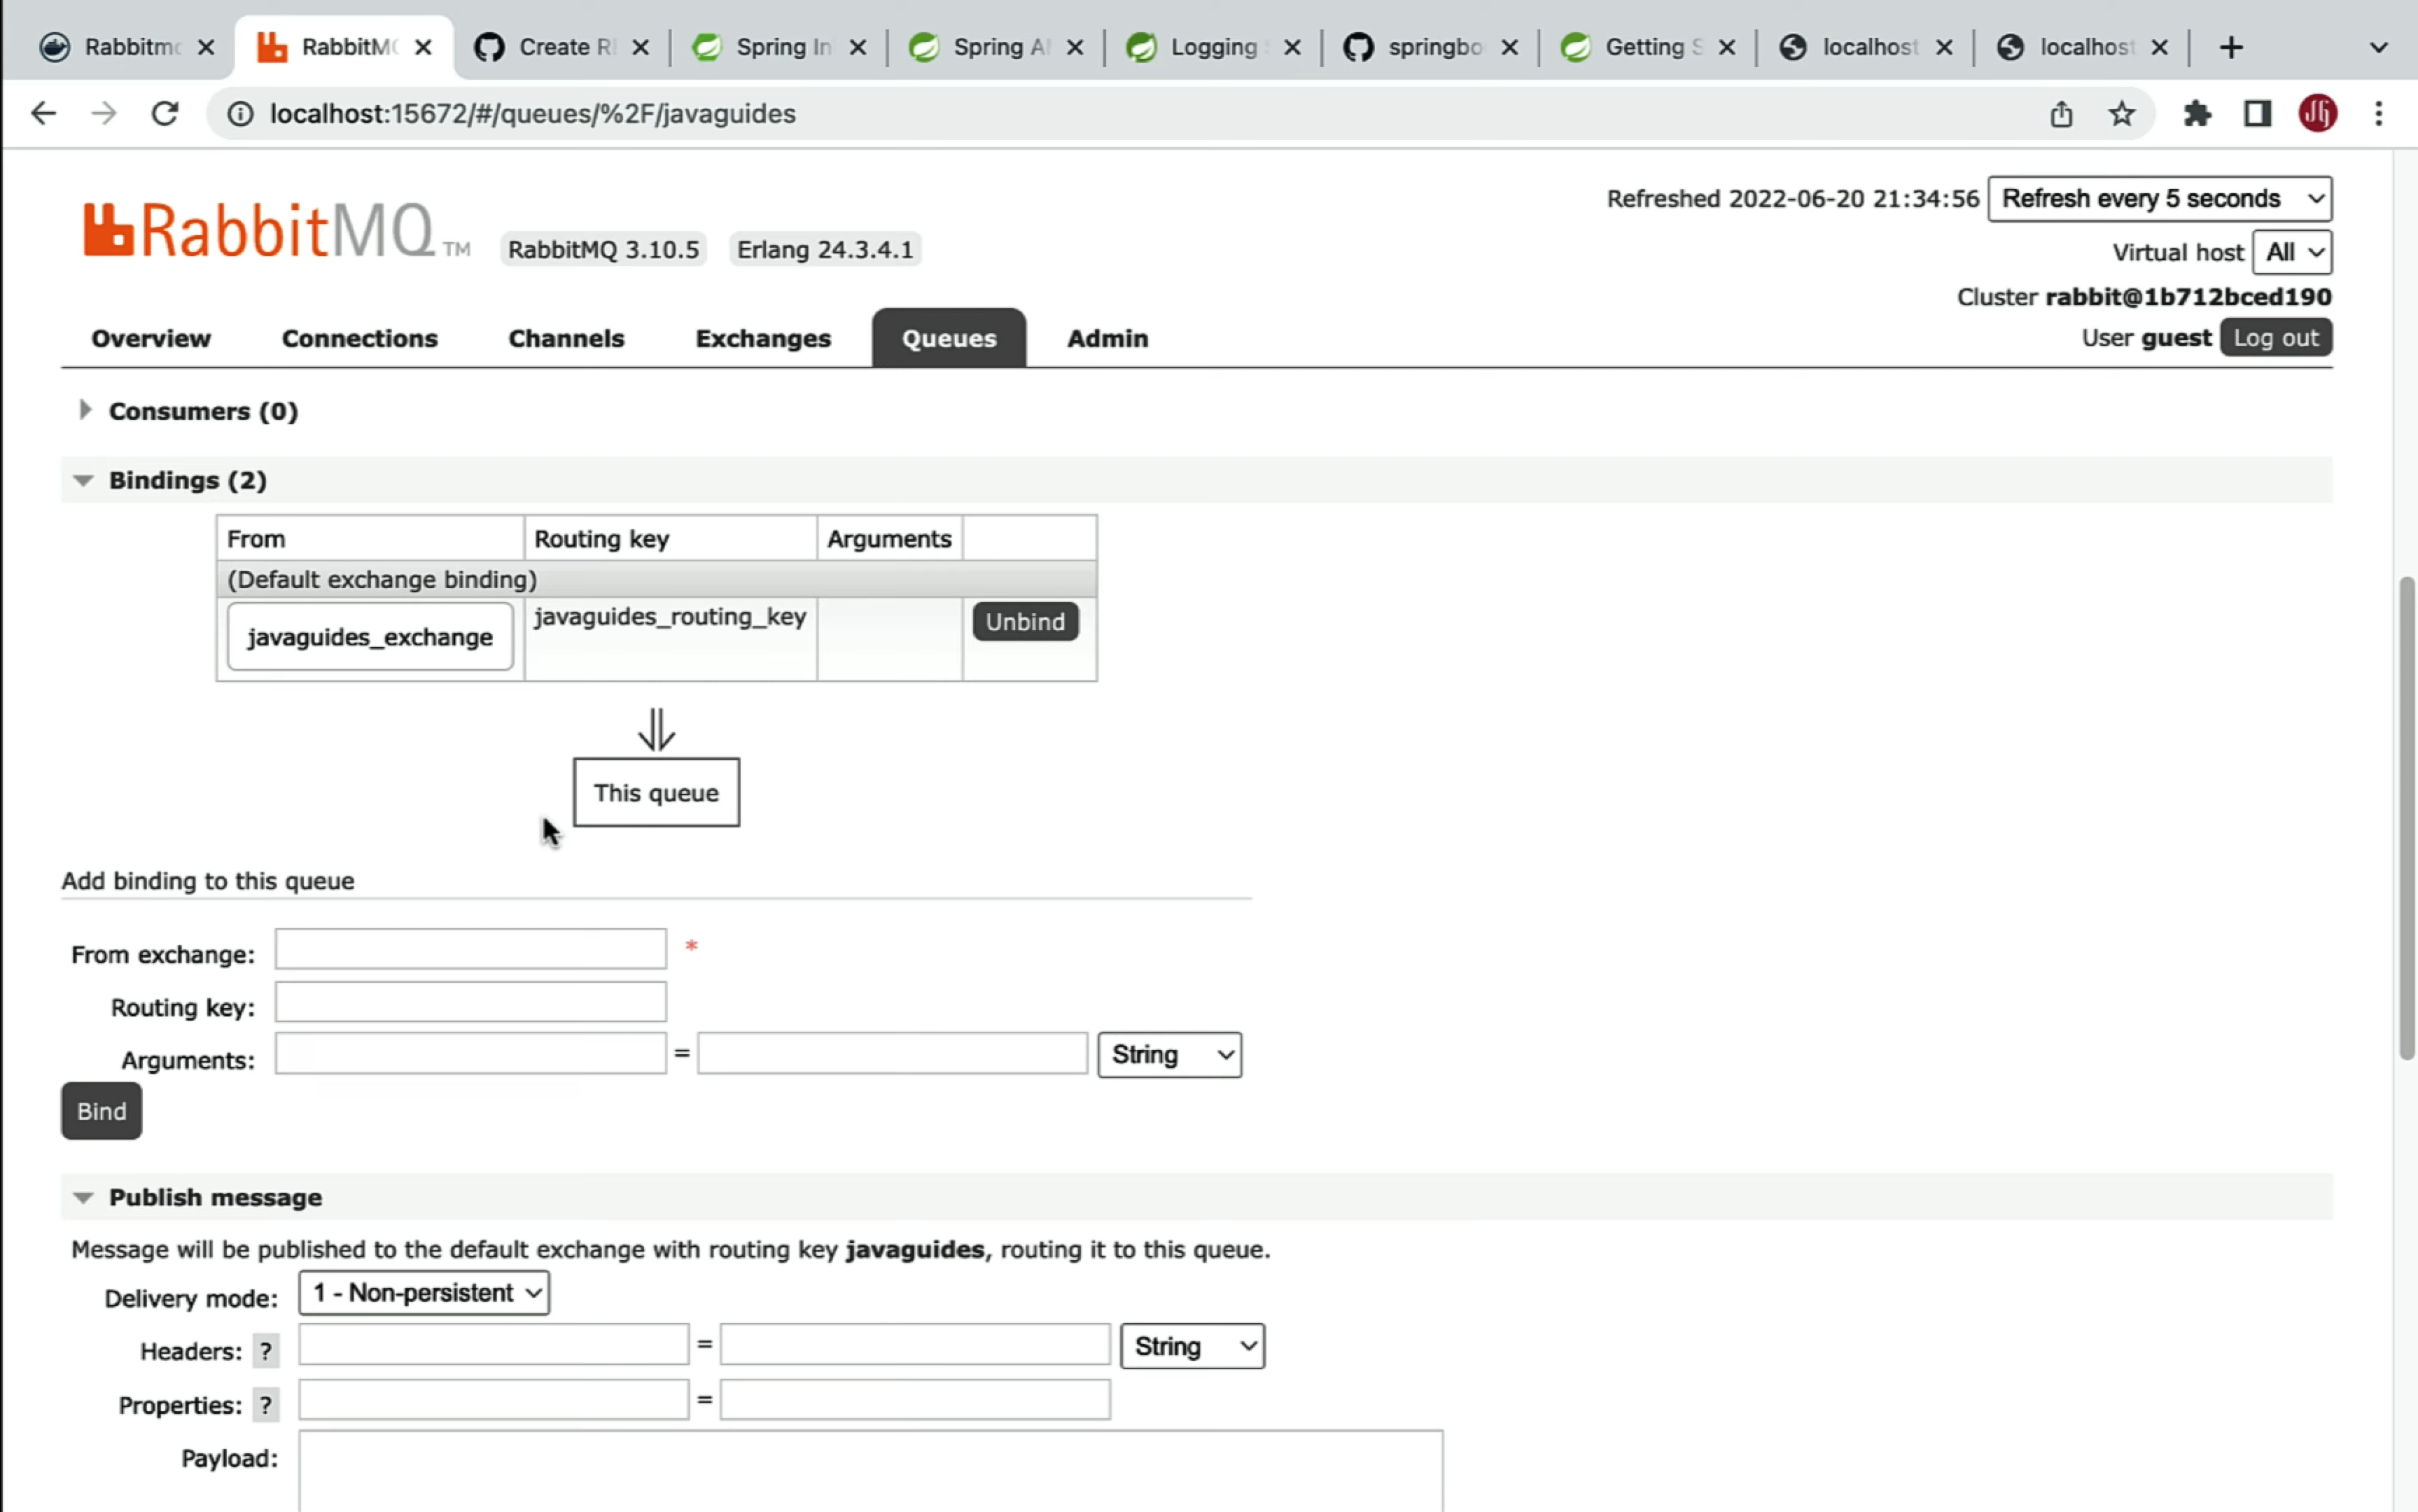 Rabbitmc RabbitMQ Create RE Spring In Spring AM Logging springbo Getting S localhost localhost
localhost:15672/#/queues/%2F/javaguides
Refreshed 2022-06-20 21:34:56 Refresh every 5 seconds
RabbitMQ TM RabbitMQ 3.10.5 Erlang 24.3.4.1
Virtual host All
Cluster rabbit@1b712bced190
Overview Connections Channels Exchanges Queues Admin
User guest Log out
Consumers (0)
Bindings (2)
From Routing key Arguments
(Default exchange binding)
javaguides_exchange javaguides_routing_key Unbind
⇓
This queue
Add binding to this queue
From exchange: *
Routing key:
Arguments: = String
Bind
Publish message
Message will be published to the default exchange with routing key javaguides, routing it to this queue.
Delivery mode: 1 - Non-persistent
Headers: ? = String
Properties: ? =
Payload: